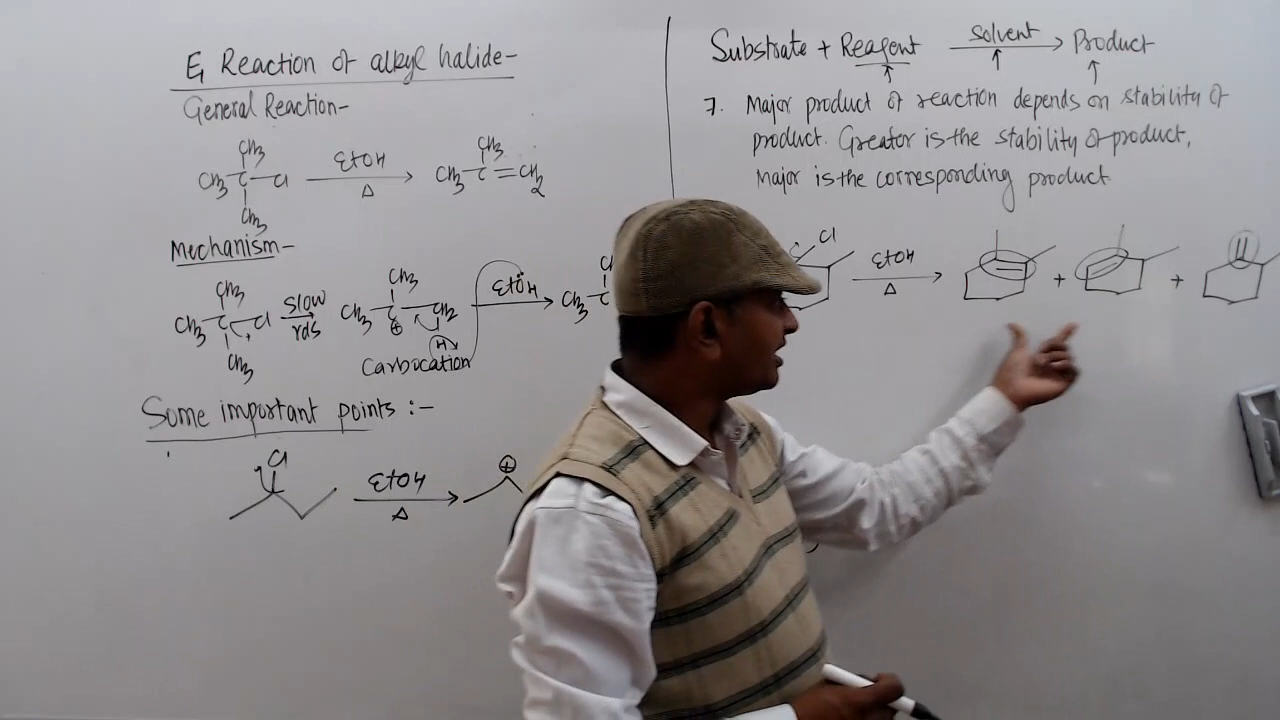 E1 Reaction of alkyl halide-
General Reaction-
CH3
CH3 C Cl EtOH Δ CH3 C CH3 = CH2
CH3
Mechanism-
CH3
CH3 C Cl slow rds CH3 C CH3 ⊕ CH2 H EtÖH CH3 C
CH3
Carbocation
Some important points :-
Cl
EtOH ⊕
Δ
Substrate + Reagent solvent Product
7. Major product of reaction depends on stability of
product. Greator is the stability of product,
Major is the corresponding product
Cl EtOH + +
Δ